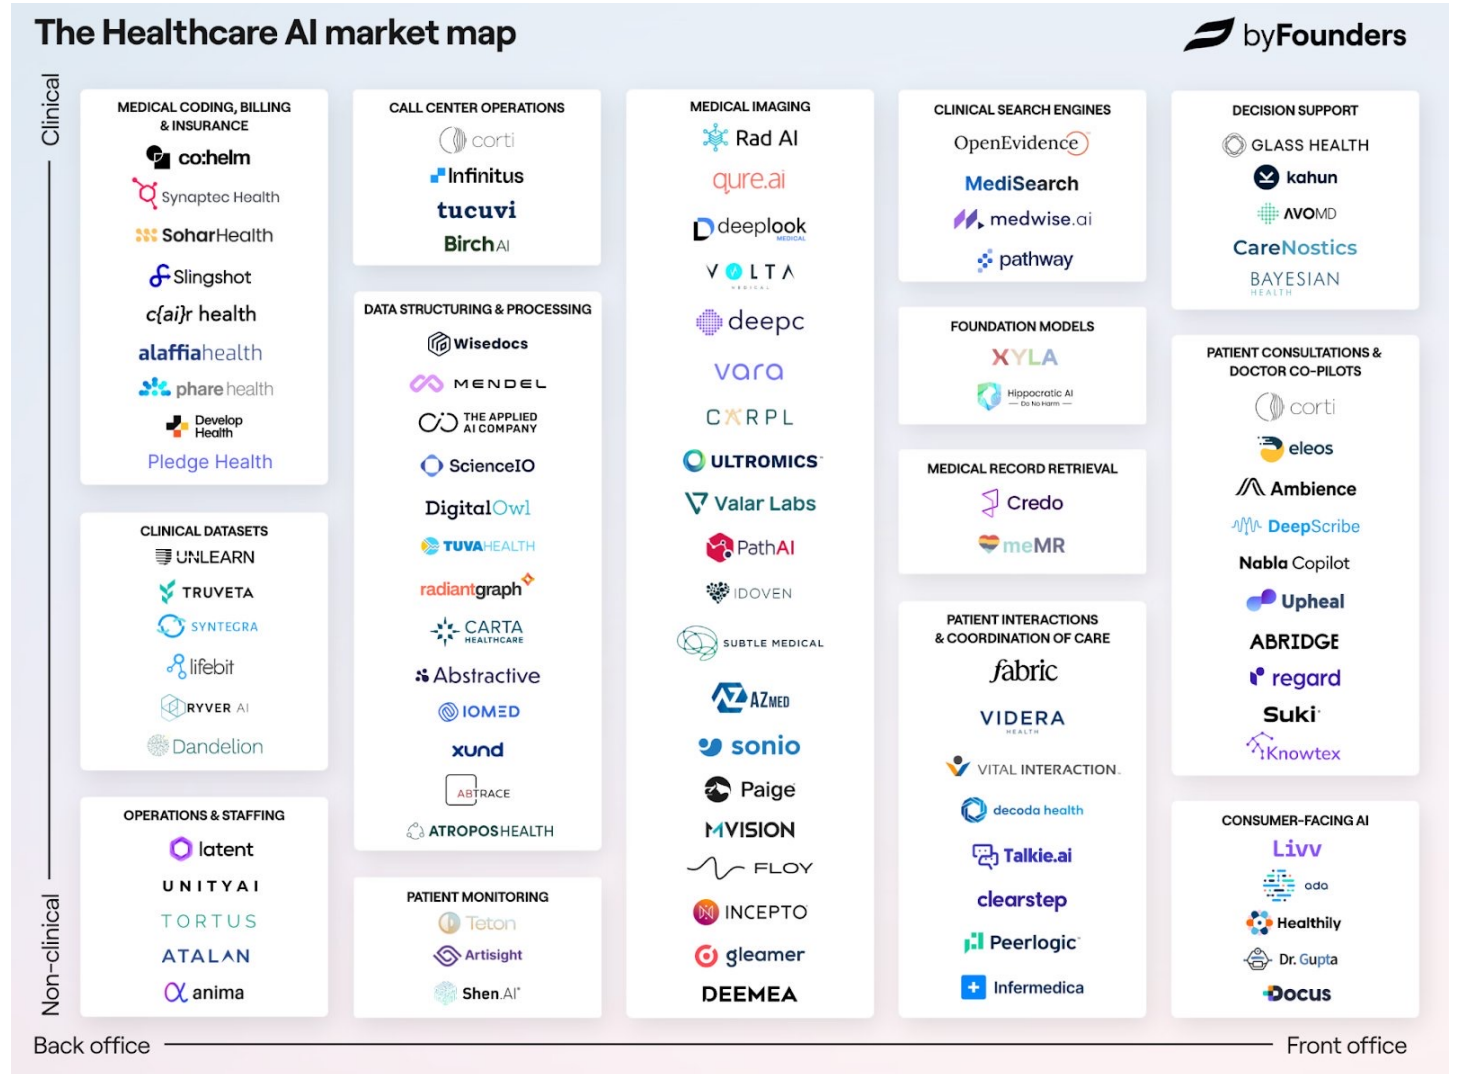 The Healthcare AI market map
byFounders
Clinical
Non-clinical
Back office
Front office
MEDICAL CODING, BILLING
& INSURANCE
co:helm
Synaptec Health
SoharHealth
Slingshot
c{ai}r health
alaffiahealth
phare health
Develop
Health
Pledge Health
CLINICAL DATASETS
UNLEARN
TRUVETA
SYNTEGRA
lifebit
RYVER AI
Dandelion
OPERATIONS & STAFFING
latent
UNITYAI
TORTUS
ATALAN
anima
CALL CENTER OPERATIONS
corti
Infinitus
tucuvi
Birch AI
DATA STRUCTURING & PROCESSING
Wisedocs
MENDEL
THE APPLIED
AI COMPANY
ScienceIO
DigitalOwl
TUVAHEALTH
radiantgraph
CARTA
HEALTHCARE
Abstractive
IOMED
xund
ABTRACE
ATROPOSHEALTH
PATIENT MONITORING
Teton
Artisight
Shen.AI
MEDICAL IMAGING
Rad AI
qure.ai
deeplook
MEDICAL
VOLTA
MEDICAL
deepc
vara
CARPL
ULTROMICS
Valar Labs
PathAI
IDOVEN
SUBTLE MEDICAL
AZMED
sonio
Paige
MVISION
FLOY
INCEPTO
gleamer
DEEMEA
CLINICAL SEARCH ENGINES
OpenEvidence
MediSearch
medwise.ai
pathway
FOUNDATION MODELS
XYLA
Hippocratic AI
— Do No Harm —
MEDICAL RECORD RETRIEVAL
Credo
meMR
PATIENT INTERACTIONS
& COORDINATION OF CARE
fabric
VIDERA
HEALTH
VITAL INTERACTION
decoda health
Talkie.ai
clearstep
Peerlogic
Infermedica
DECISION SUPPORT
GLASS HEALTH
kahun
AVOMD
CareNostics
BAYESIAN
HEALTH
PATIENT CONSULTATIONS &
DOCTOR CO-PILOTS
corti
eleos
Ambience
DeepScribe
Nabla Copilot
Upheal
ABRIDGE
regard
Suki
Knowtex
CONSUMER-FACING AI
Livv
ada
Healthily
Dr. Gupta
Docus